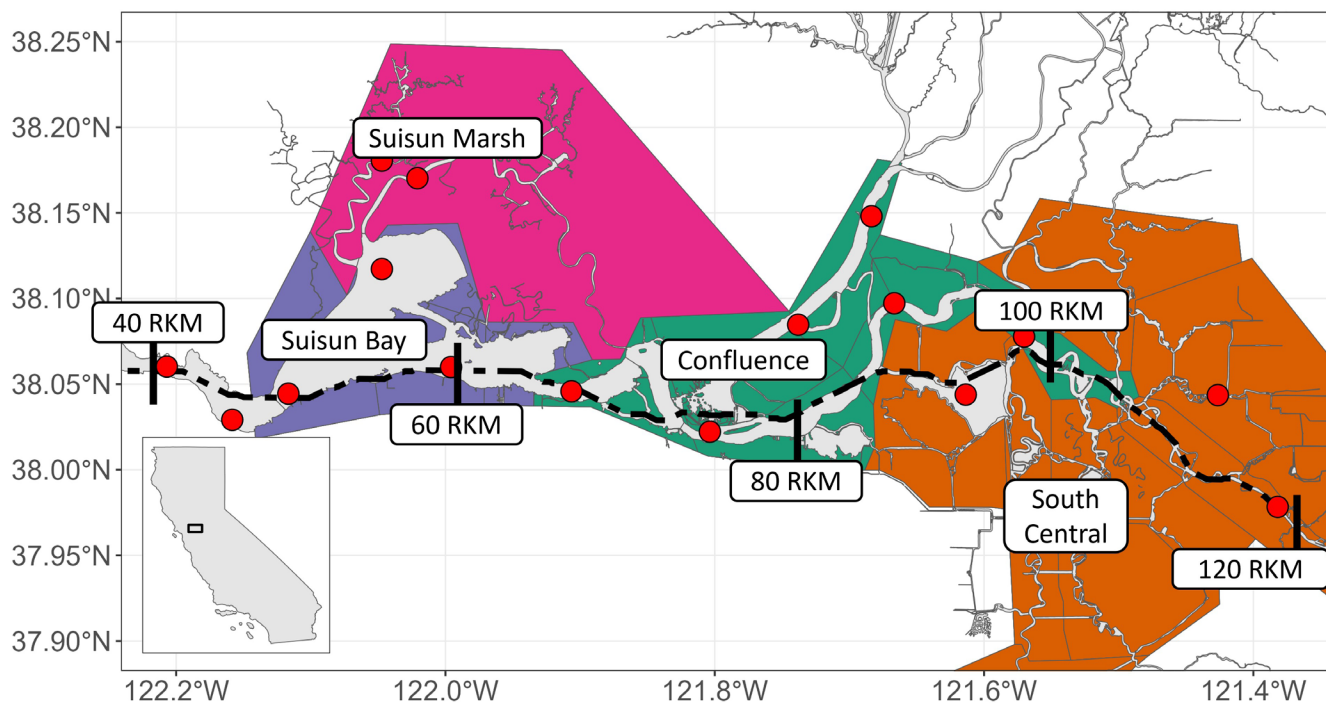 38.25°N
38.20°N
38.15°N
38.10°N
38.05°N
38.00°N
37.95°N
37.90°N
Suisun Marsh
40 RKM
Suisun Bay
60 RKM
Confluence
80 RKM
100 RKM
South
Central
120 RKM
122.2°W
122.0°W
121.8°W
121.6°W
121.4°W